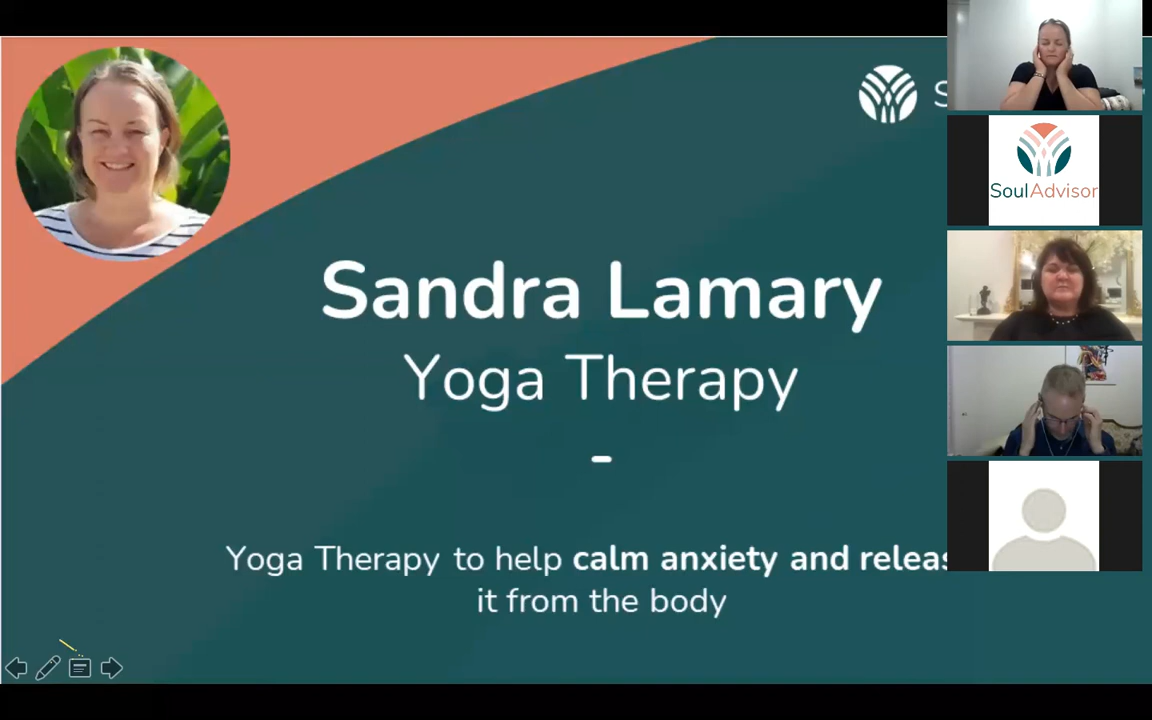 Sandra Lamary
Yoga Therapy
-
Yoga Therapy to help calm anxiety and releas
it from the body
SoulAdvisor